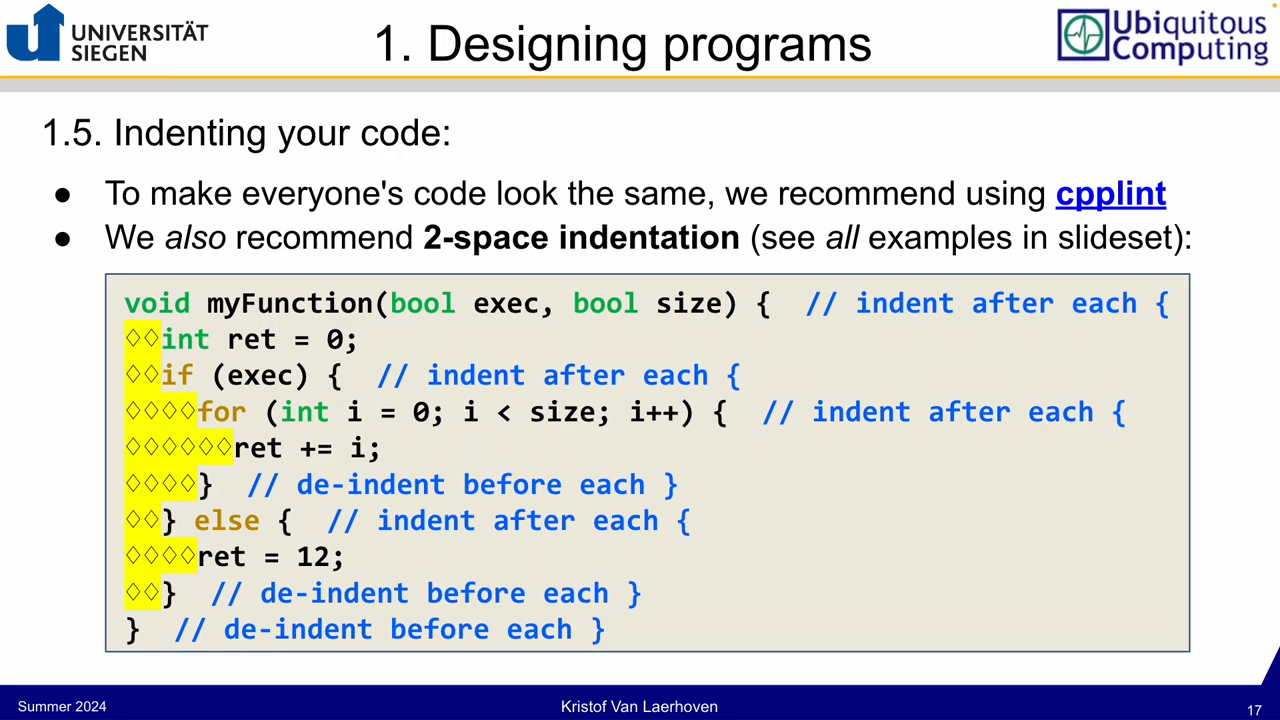 UNIVERSITÄT
SIEGEN
1. Designing programs
Ubiquitous
Computing
1.5. Indenting your code:
● To make everyone's code look the same, we recommend using cpplint
● We also recommend 2-space indentation (see all examples in slideset):
void myFunction(bool exec, bool size) {  // indent after each {
◊◊int ret = 0;
◊◊if (exec) {  // indent after each {
◊◊◊◊for (int i = 0; i < size; i++) {  // indent after each {
◊◊◊◊◊◊ret += i;
◊◊◊◊}  // de-indent before each }
◊◊} else {  // indent after each {
◊◊◊◊ret = 12;
◊◊}  // de-indent before each }
}  // de-indent before each }
Summer 2024
Kristof Van Laerhoven
17